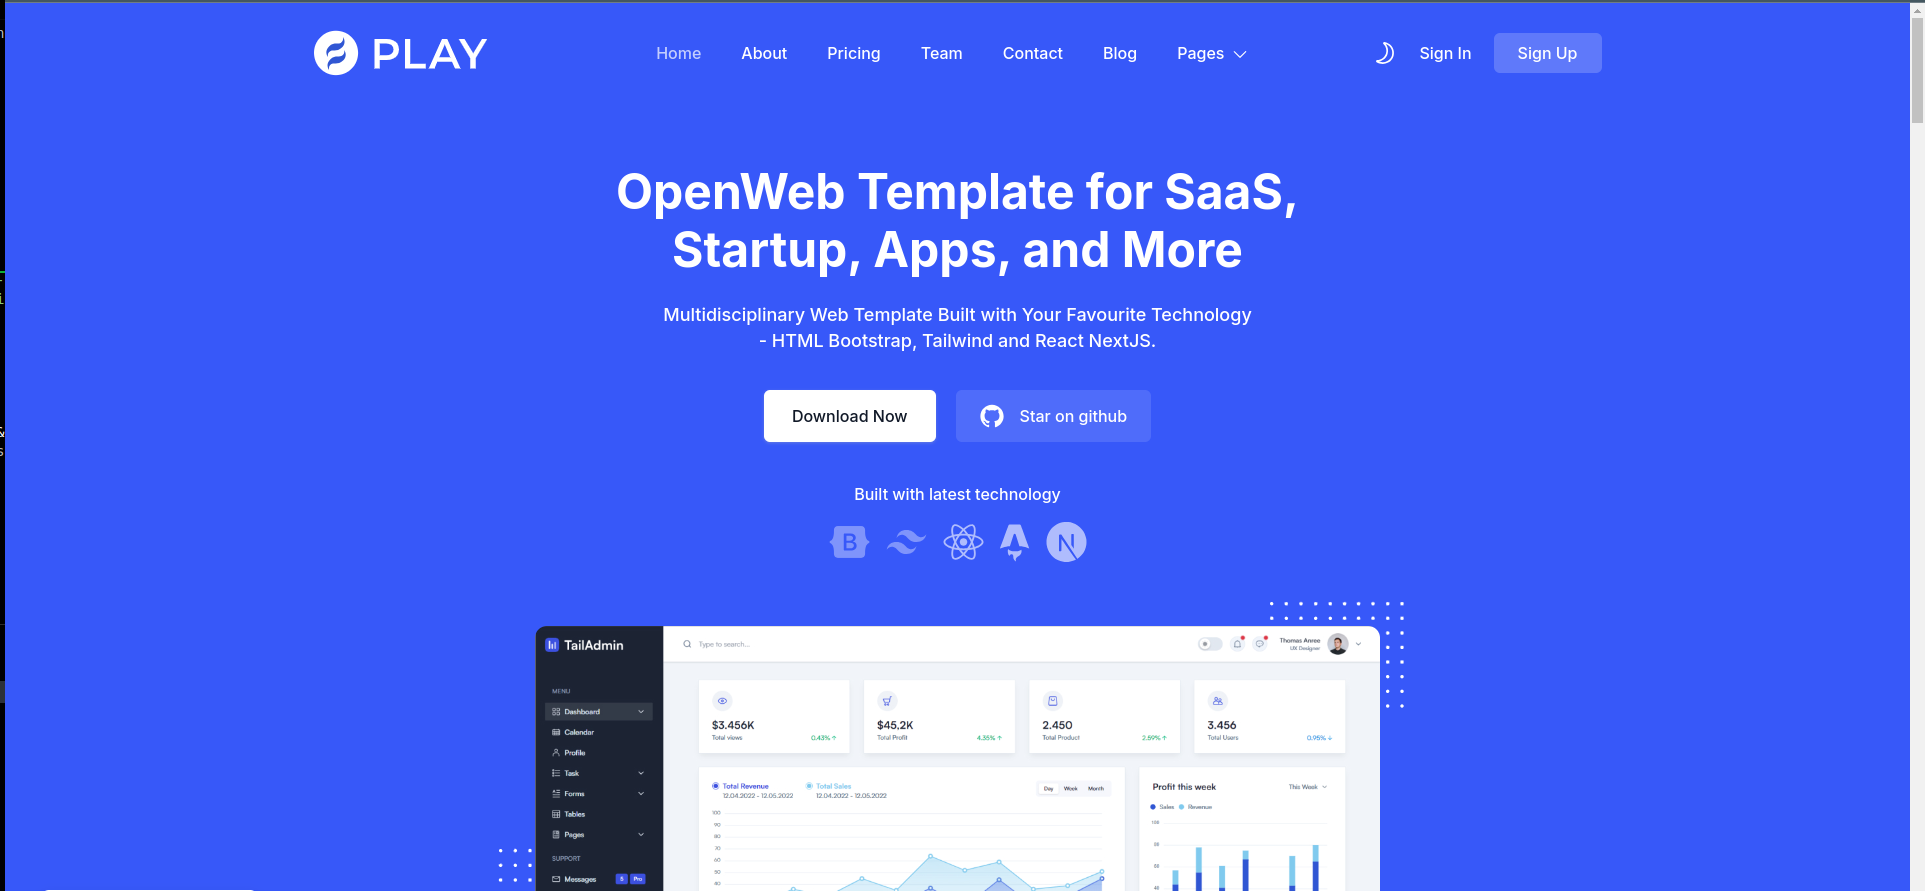 PLAY
Home
About
Pricing
Team
Contact
Blog
Pages
Sign In
Sign Up
OpenWeb Template for SaaS,
Startup, Apps, and More
Multidisciplinary Web Template Built with Your Favourite Technology
- HTML Bootstrap, Tailwind and React NextJS.
Download Now
Star on github
Built with latest technology
B
N
TailAdmin
Type to search...
Thomas Anree
UX Designer
MENU
Dashboard
Calendar
Profile
Task
Forms
Tables
Pages
SUPPORT
Messages
5
Pro
$3.456K
Total views
0.43%
$45,2K
Total Profit
4.35%
2.450
Total Product
2.59%
3.456
Total Users
0.95%
Total Revenue
12.04.2022 - 12.05.2022
Total Sales
12.04.2022 - 12.05.2022
Day
Week
Month
100
90
80
70
60
50
40
Profit this week
This Week
Sales
Revenue